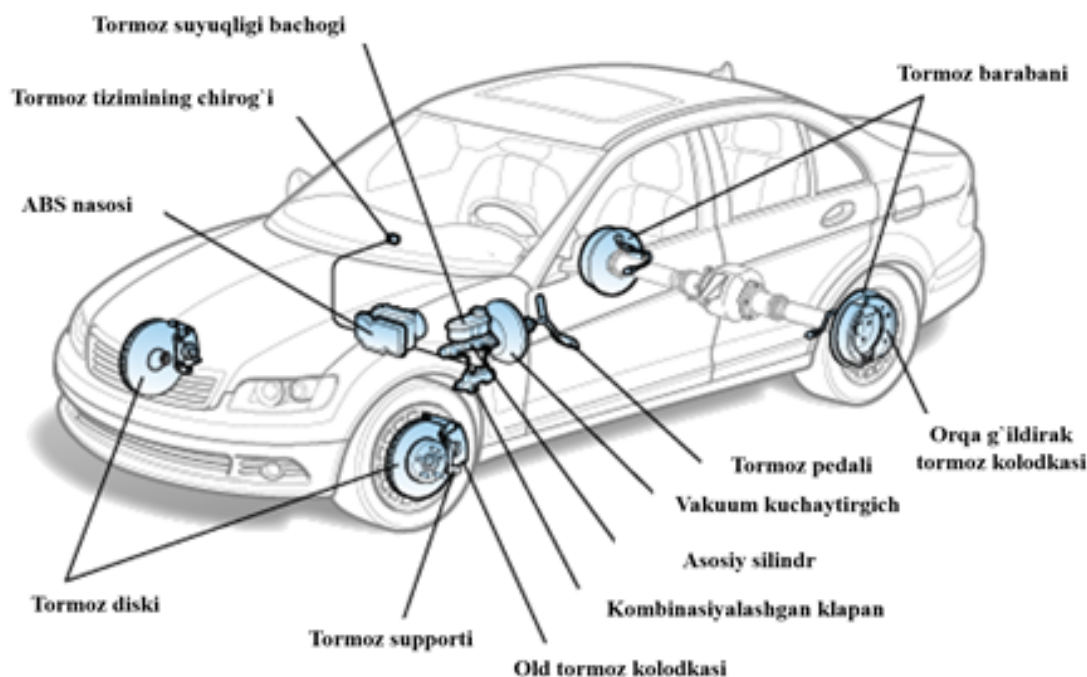 Tormoz suyuqligi bachogi
Tormoz barabani
Tormoz tizimining chirog`i
ABS nasosi
Orqa g`ildirak
tormoz kolodkasi
Tormoz pedali
Vakuum kuchaytirgich
Asosiy silindr
Tormoz diski
Kombinasiyalashgan klapan
Tormoz supporti
Old tormoz kolodkasi